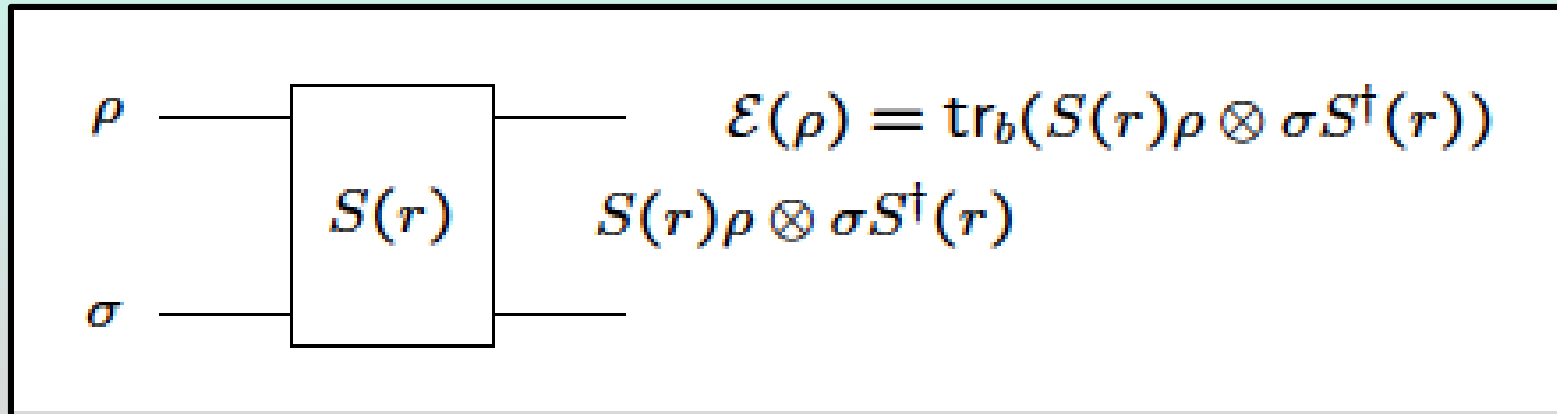 ρ   ℰ(ρ) = tr_b(S(r)ρ ⊗ σS†(r))
S(r)   S(r)ρ ⊗ σS†(r)
σ